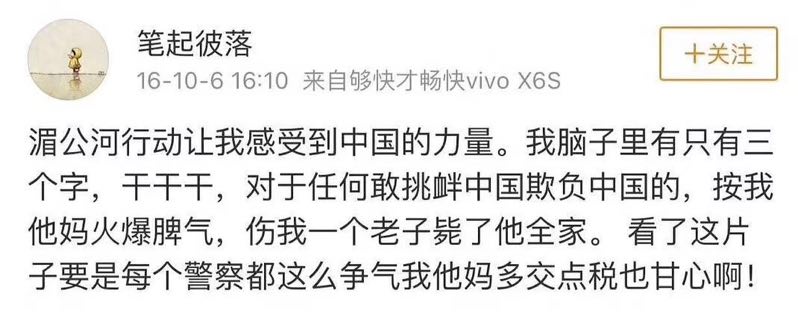 笔起彼落
＋关注
16-10-6 16:10 来自够快才畅快vivo X6S
湄公河行动让我感受到中国的力量。我脑子里有只有三
个字，干干干，对于任何敢挑衅中国欺负中国的，按我
他妈火爆脾气，伤我一个老子毙了他全家。 看了这片
子要是每个警察都这么争气我他妈多交点税也甘心啊！